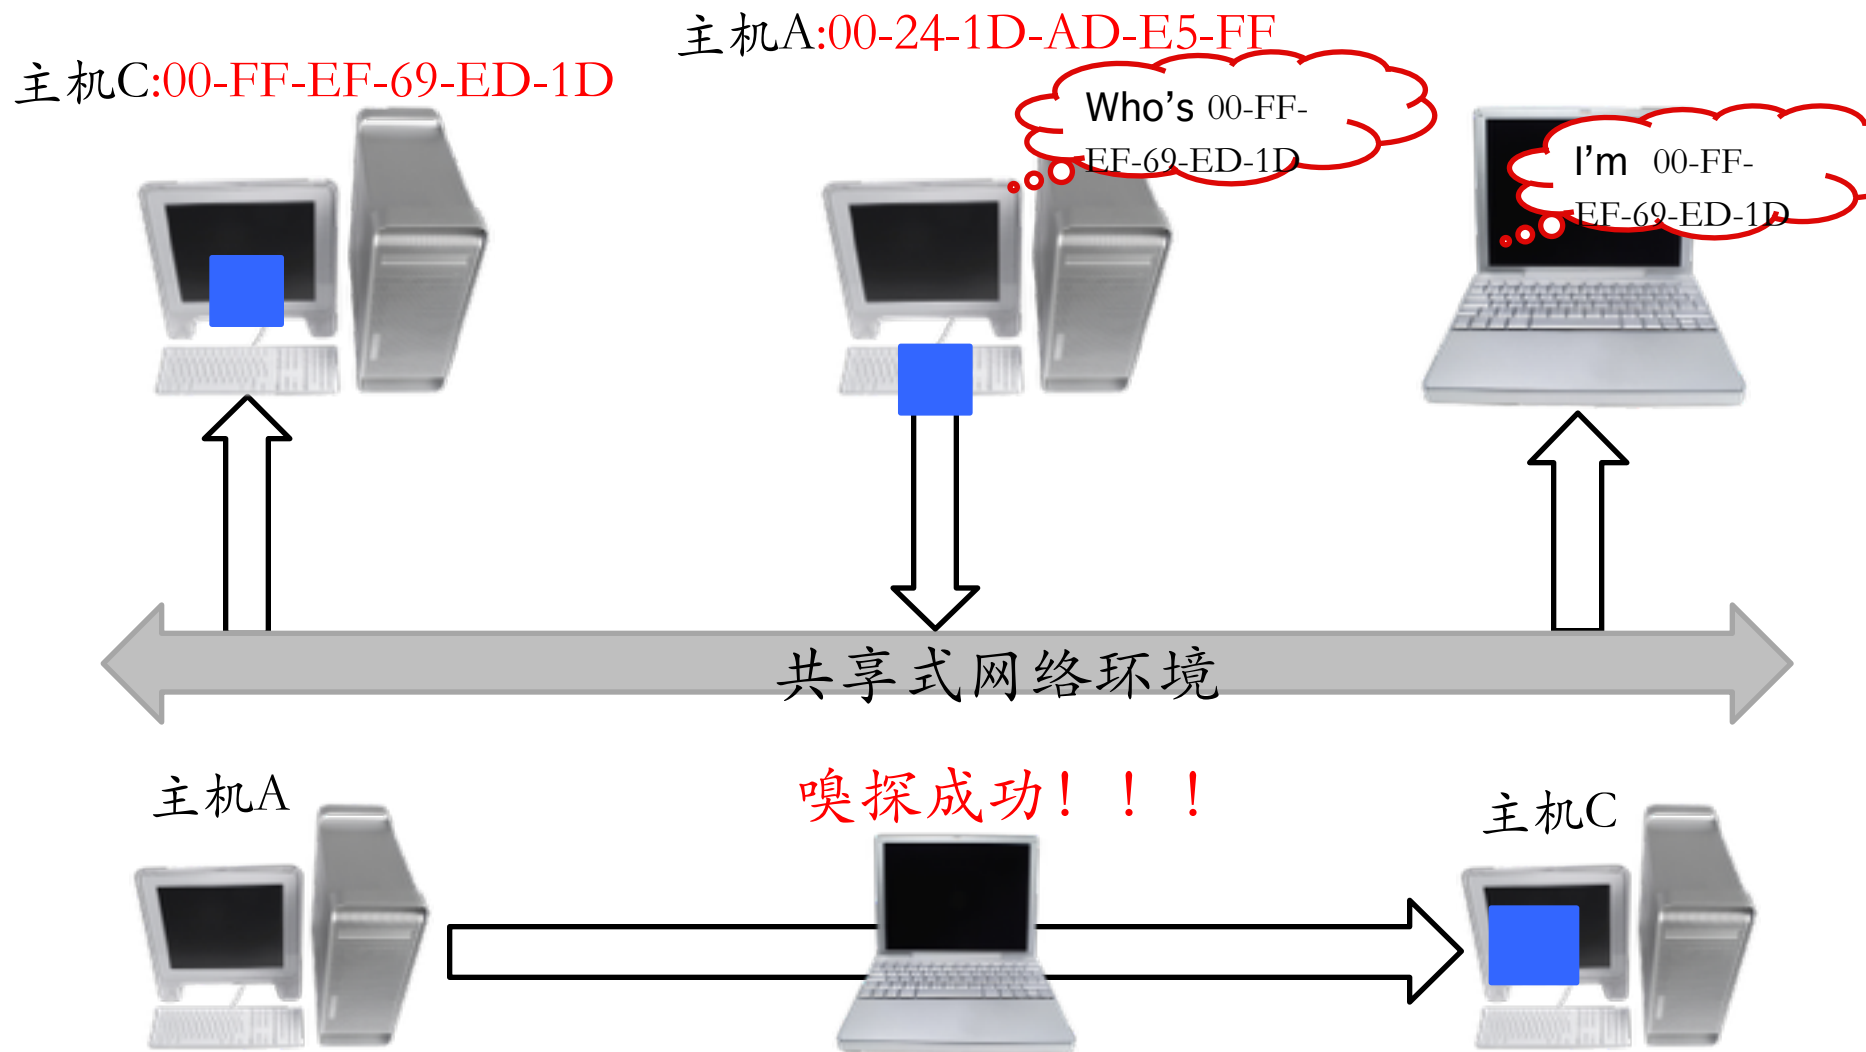 主机A:00-24-1D-AD-E5-FF
主机C:00-FF-EF-69-ED-1D
Who’s 00-FF-
EF-69-ED-1D
I’m 00-FF-
EF-69-ED-1D
共享式网络环境
主机A
嗅探成功！！！
主机C